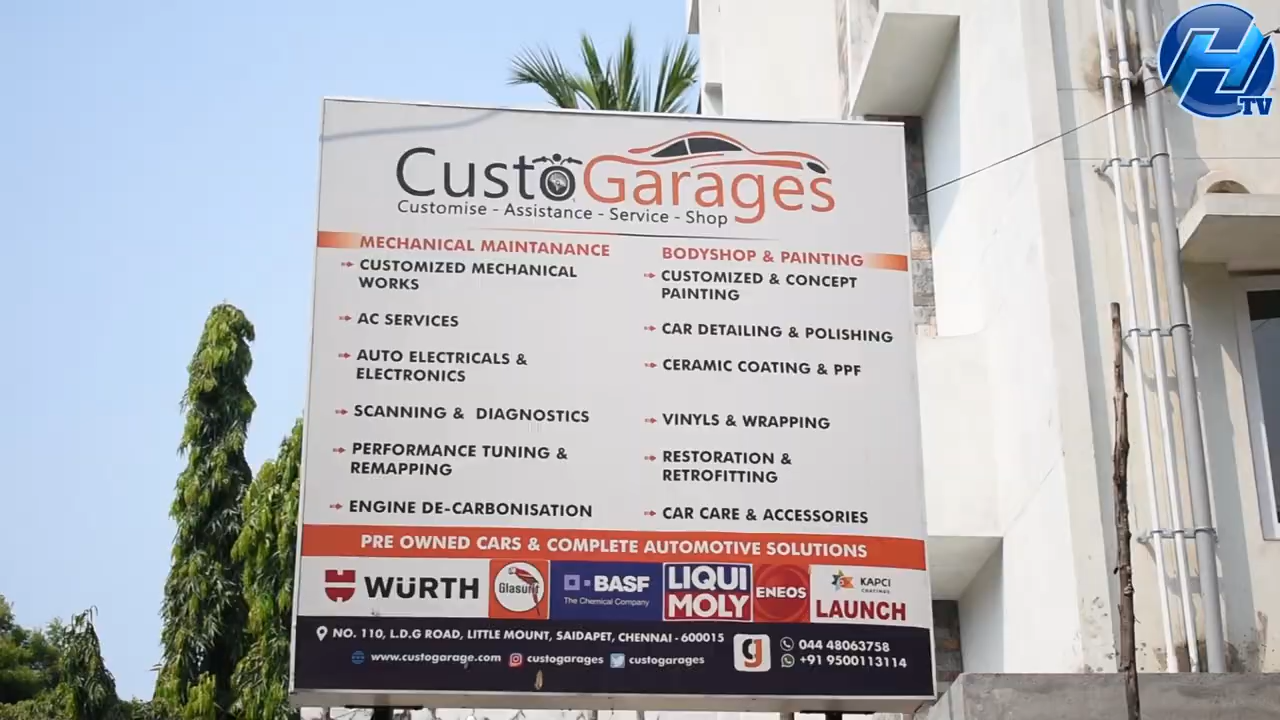 H TV
CustoGarages
Customise - Assistance - Service - Shop
MECHANICAL MAINTANANCE
CUSTOMIZED MECHANICAL
WORKS
AC SERVICES
AUTO ELECTRICALS &
ELECTRONICS
SCANNING & DIAGNOSTICS
PERFORMANCE TUNING &
REMAPPING
ENGINE DE-CARBONISATION
BODYSHOP & PAINTING
CUSTOMIZED & CONCEPT
PAINTING
CAR DETAILING & POLISHING
CERAMIC COATING & PPF
VINYLS & WRAPPING
RESTORATION &
RETROFITTING
CAR CARE & ACCESSORIES
PRE OWNED CARS & COMPLETE AUTOMOTIVE SOLUTIONS
WÜRTH
Glasurit
BASF
The Chemical Company
LIQUI
MOLY
ENEOS
KAPCI
COATINGS
LAUNCH
NO. 110, L.D.G ROAD, LITTLE MOUNT, SAIDAPET, CHENNAI - 600015
www.custogarage.com custogarages custogarages
g
044 48063758
+91 9500113114